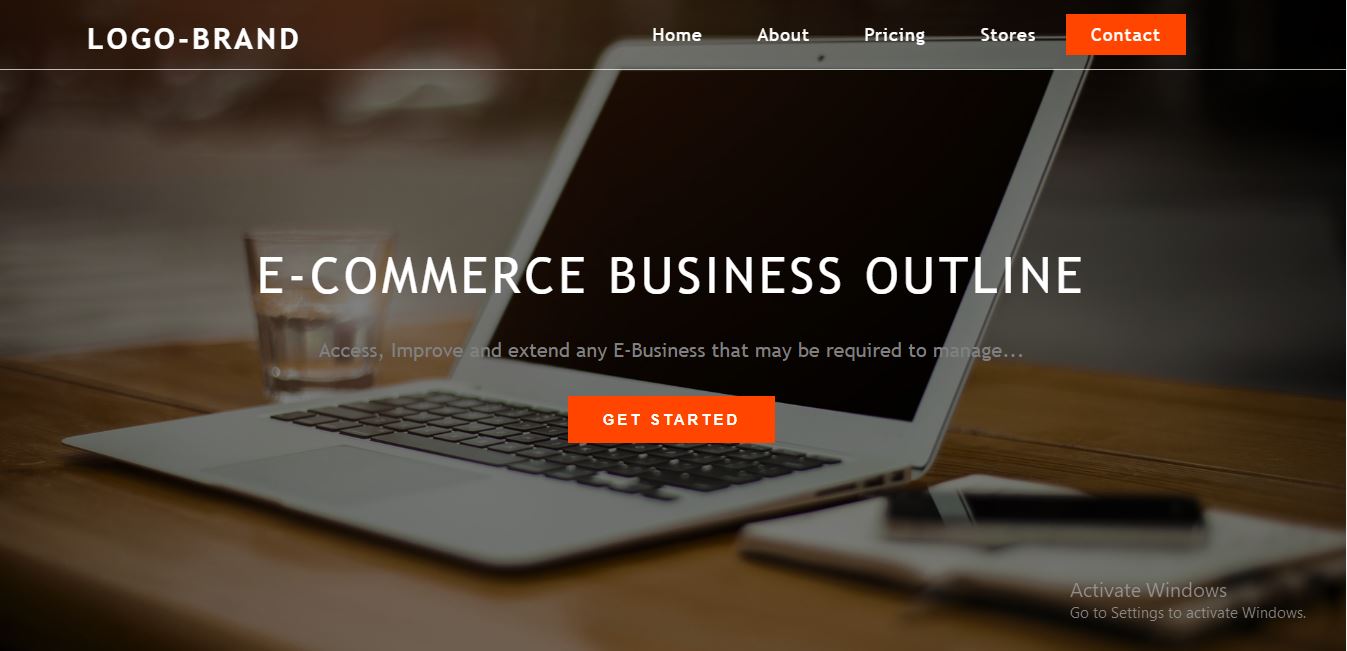 LOGO-BRAND
Home About Pricing Stores Contact
E-COMMERCE BUSINESS OUTLINE
Access, Improve and extend any E-Business that may be required to manage...
GET STARTED
Activate Windows
Go to Settings to activate Windows.